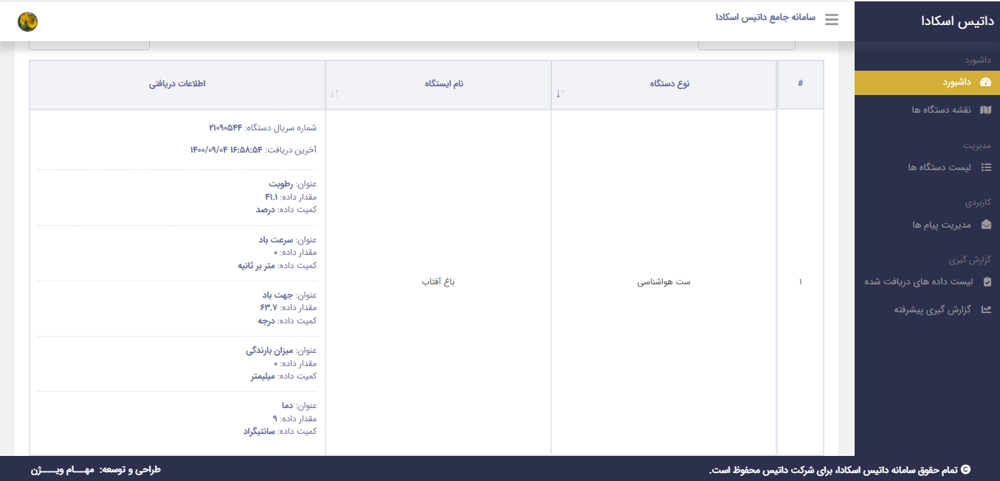 داتیس اسکادا
سامانه جامع داتیس اسکادا
داشبورد
داشبورد
نقشه دستگاه ها
مدیریت
لیست دستگاه ها
کاربردی
مدیریت پیام ها
گزارش گیری
لیست داده های دریافت شده
گزارش گیری پیشرفته
# نوع دستگاه نام ایستگاه اطلاعات دریافتی
۱ ست هواشناسی باغ آفتاب
شماره سریال دستگاه: ۲۱۰۹۰۵۴۴
آخرین دریافت: ۱۶:۵۸:۵۴ ۱۴۰۰/۰۹/۰۴
عنوان: رطوبت
مقدار داده: ۴۱.۱
کمیت داده: درصد
عنوان: سرعت باد
مقدار داده: ۰
کمیت داده: متر بر ثانیه
عنوان: جهت باد
مقدار داده: ۶۳.۷
کمیت داده: درجه
عنوان: میزان بارندگی
مقدار داده: ۰
کمیت داده: میلیمتر
عنوان: دما
مقدار داده: ۹
کمیت داده: سانتیگراد
© تمام حقوق سامانه داتیس اسکادا، برای شرکت داتیس محفوظ است.
طراحی و توسعه: مهـــام ویــــژن